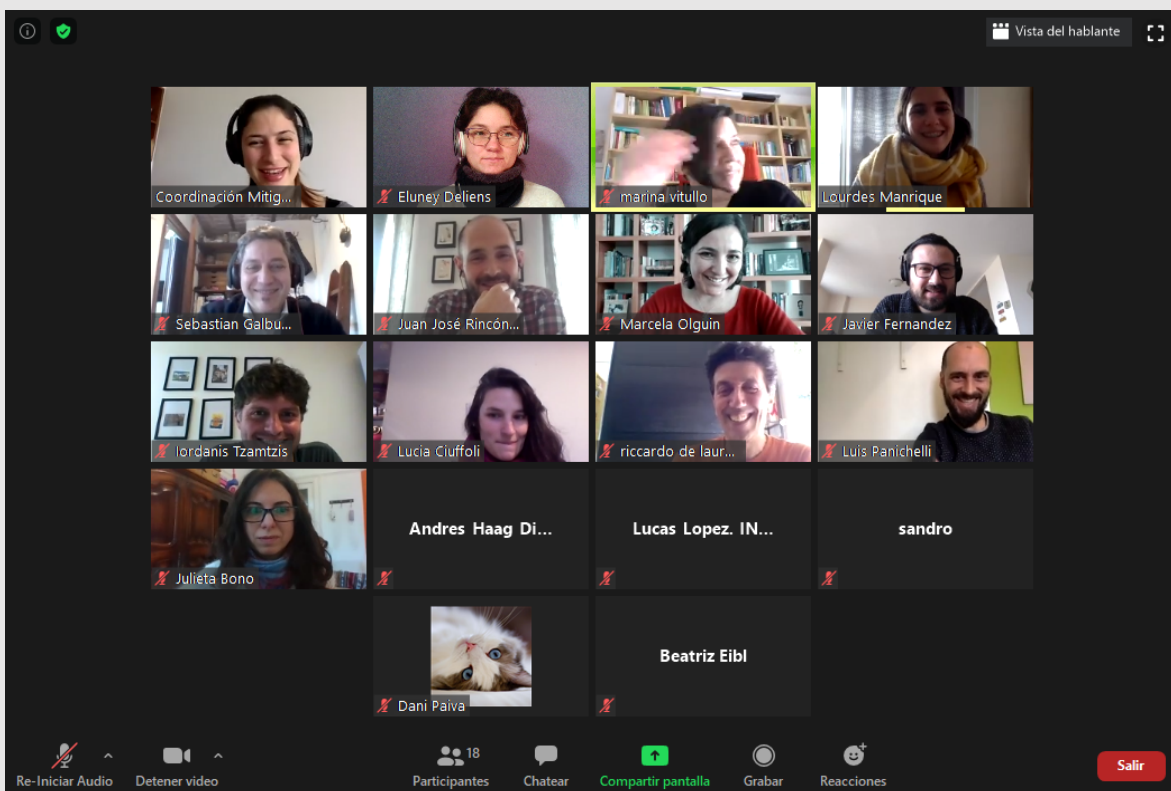 Vista del hablante
Coordinación Mitig...
Eluney Deliens
marina vitullo
Lourdes Manrique
Sebastian Galbu...
Juan José Rincón...
Marcela Olguin
Javier Fernandez
Iordanis Tzamtzis
Lucia Ciuffoli
riccardo de laur...
Luis Panichelli
Julieta Bono
Andres Haag Di...
Lucas Lopez. IN...
sandro
Dani Paiva
Beatriz Eibl
Re-Iniciar Audio
Detener video
18
Participantes
Chatear
Compartir pantalla
Grabar
Reacciones
Salir